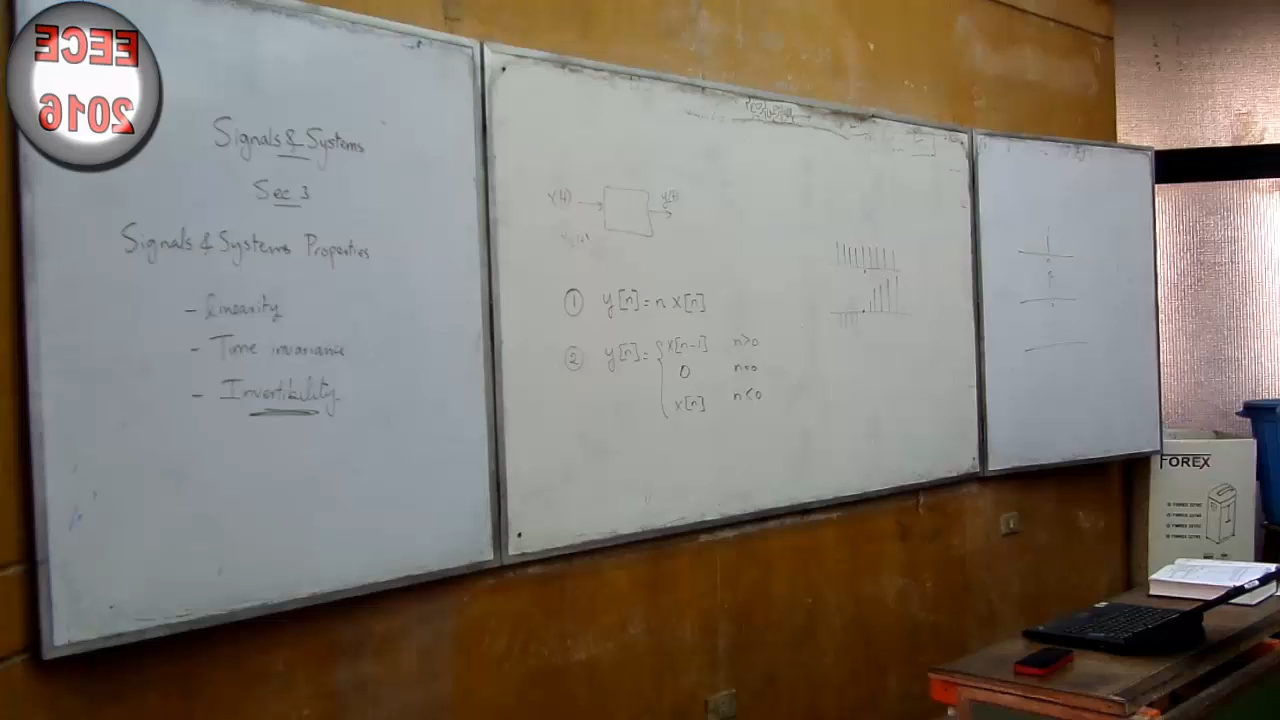 EECE
2016
Signals & Systems
Sec 3
Signals & Systems Properties
- linearity
- Time invariance
- Invertibility
x(t)
y(t)
① y[n] = n x[n]
② y[n] = { x[n-1] n>0
0 n=0
x[n] n<0
FOREX